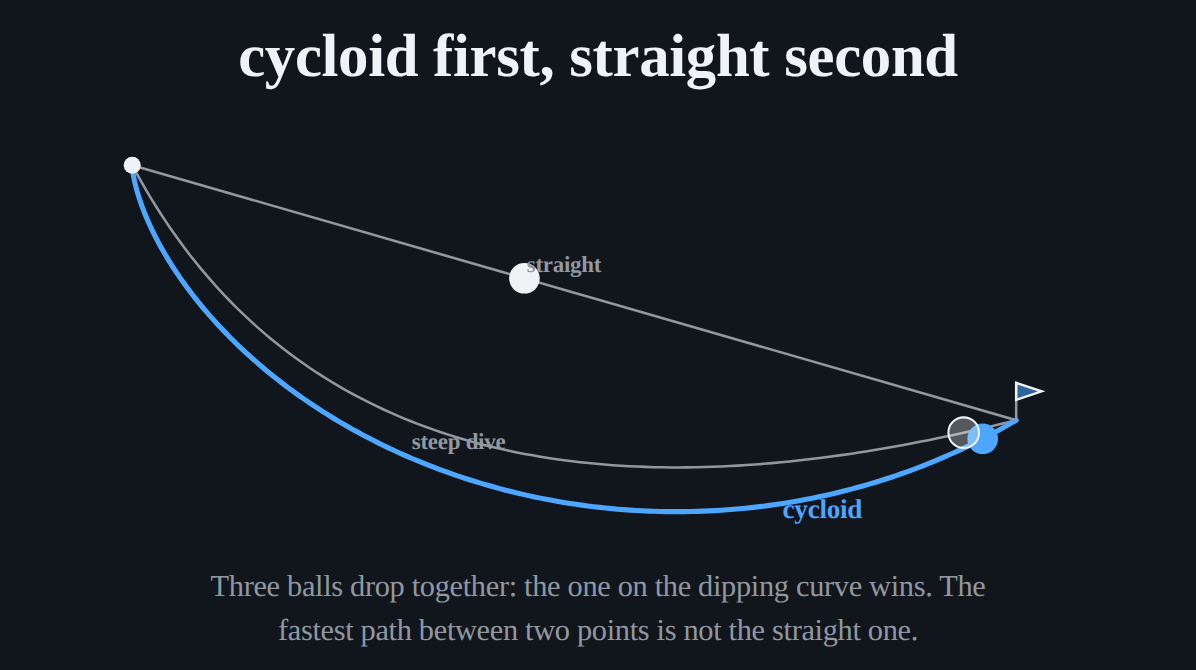 cycloid first, straight second
straight
steep dive
cycloid
Three balls drop together: the one on the dipping curve wins. The
fastest path between two points is not the straight one.